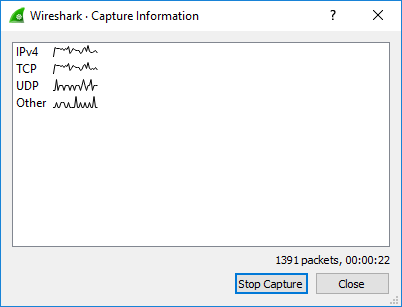 Wireshark · Capture Information
?
IPv4
TCP
UDP
Other
1391 packets, 00:00:22
Stop Capture Close